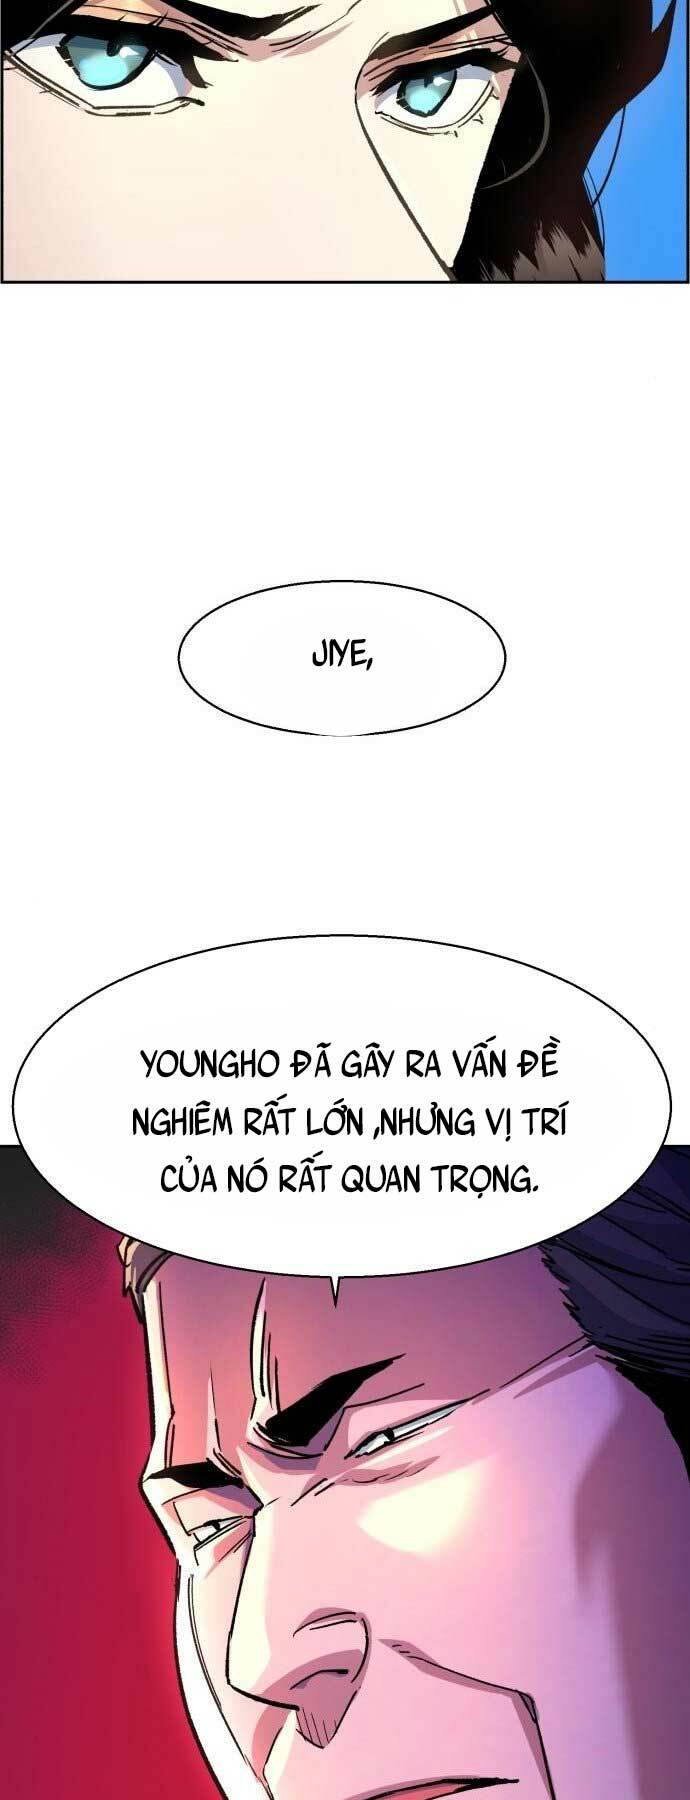 JIYE,
YOUNGHO ĐÃ GÂY RA VẤN ĐỀ
NGHIÊM RẤT LỚN ,NHƯNG VỊ TRÍ
CỦA NÓ RẤT QUAN TRỌNG.